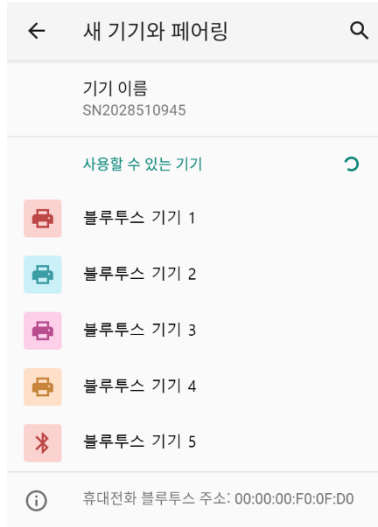 새 기기와 페어링
기기 이름
SN2028510945
사용할 수 있는 기기
블루투스 기기 1
블루투스 기기 2
블루투스 기기 3
블루투스 기기 4
블루투스 기기 5
휴대전화 블루투스 주소: 00:00:00:F0:0F:D0